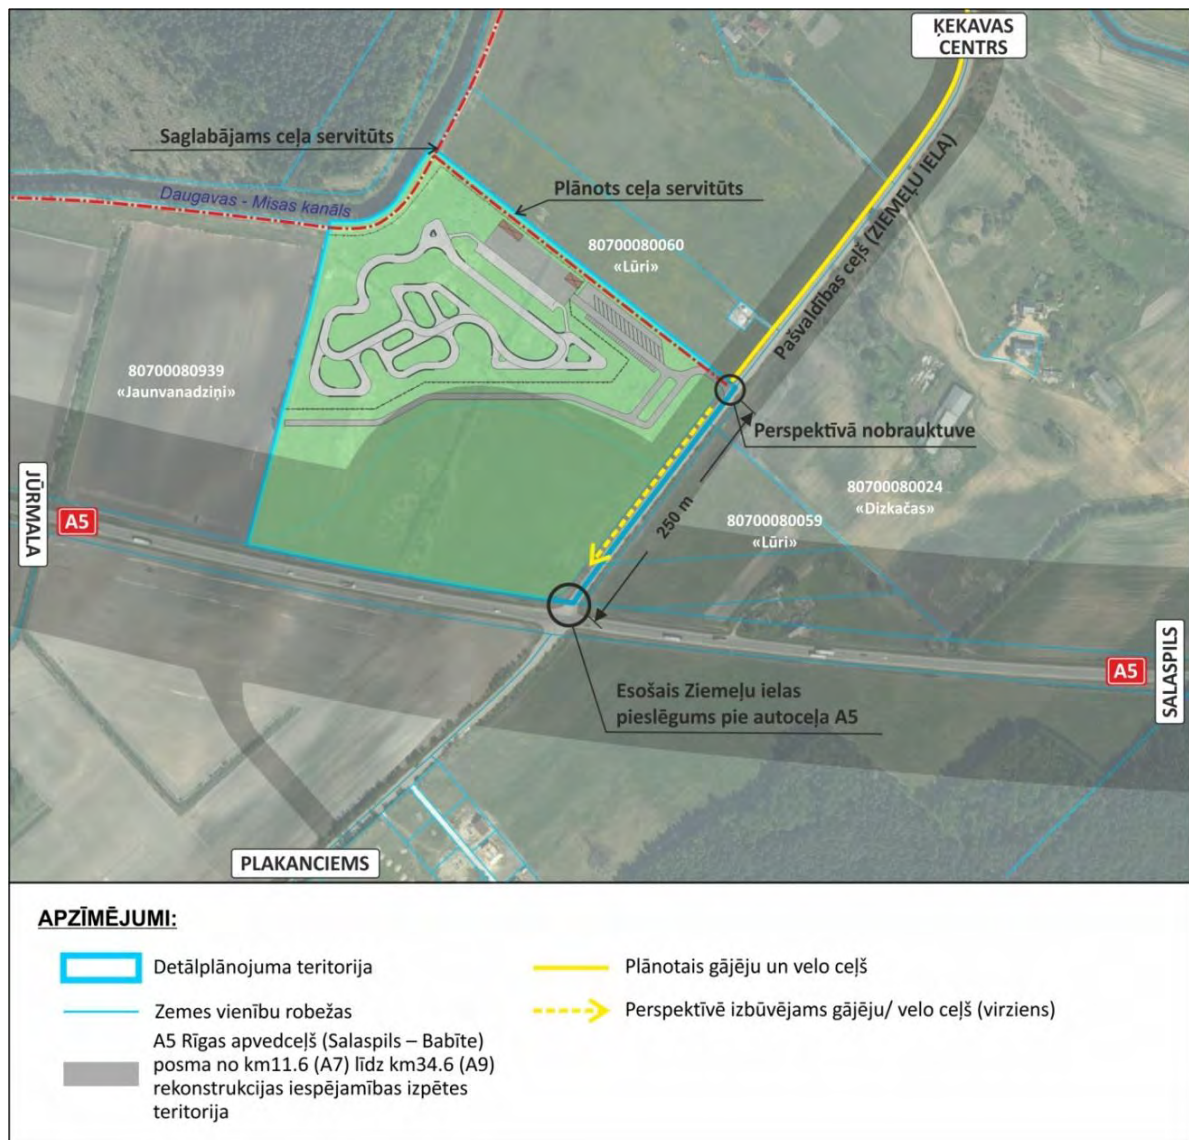 ĶEKAVAS
CENTRS
Saglabājams ceļa servitūts
Daugavas - Misas kanāls
Plānots ceļa servitūts
80700080060
«Lūri»
Pašvaldības ceļš (ZIEMEĻU IELA)
80700080939
«Jaunvanadziņi»
Perspektīvā nobrauktuve
JŪRMALA
A5
250 m
80700080024
«Dizkačas»
80700080059
«Lūri»
Esošais Ziemeļu ielas
pieslēgums pie autoceļa A5
A5
SALASPILS
PLAKANCIEMS
APZĪMĒJUMI:
Detālplānojuma teritorija
Zemes vienību robežas
A5 Rīgas apvedceļš (Salaspils – Babīte)
posma no km11.6 (A7) līdz km34.6 (A9)
rekonstrukcijas iespējamības izpētes
teritorija
Plānotais gājēju un velo ceļš
Perspektīvē izbūvējams gājēju/ velo ceļš (virziens)